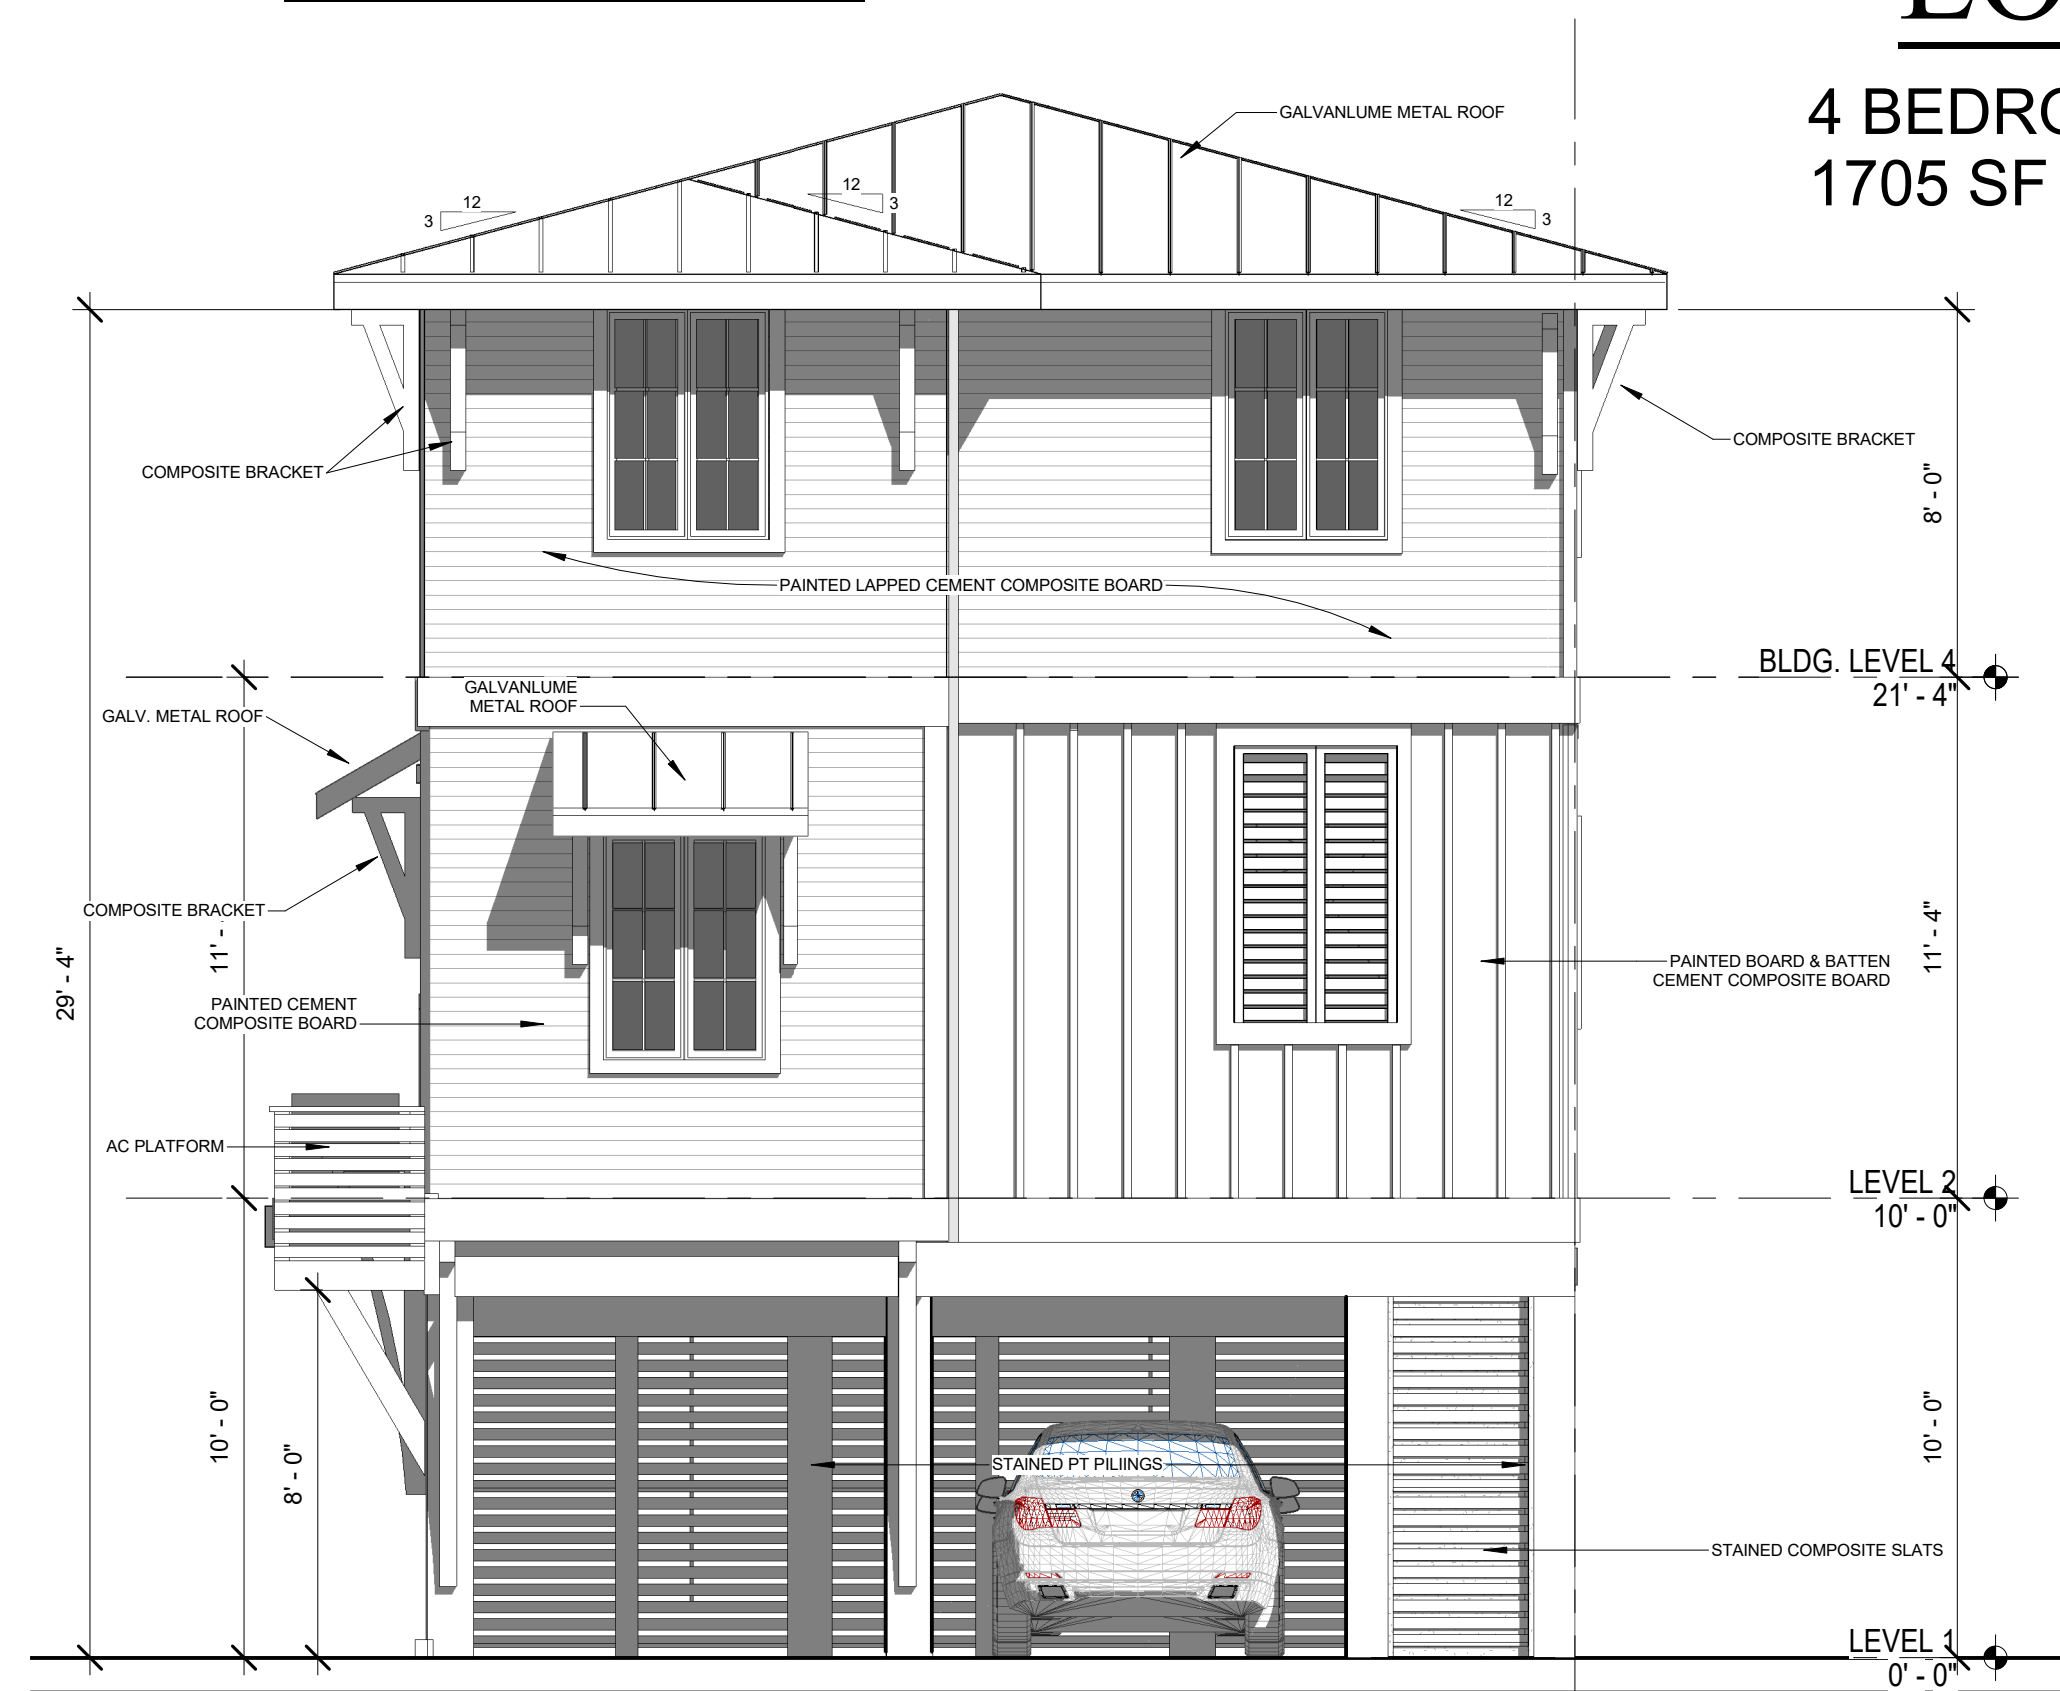 GALVANLUME METAL ROOF
4 BEDRO
1705 SF
12
3
12
3
12
3
COMPOSITE BRACKET
COMPOSITE BRACKET
8' - 0"
PAINTED LAPPED CEMENT COMPOSITE BOARD
BLDG. LEVEL 4
21' - 4"
GALVANLUME
METAL ROOF
GALV. METAL ROOF
COMPOSITE BRACKET
11' -
11' - 4"
29' - 4"
PAINTED BOARD & BATTEN
CEMENT COMPOSITE BOARD
PAINTED CEMENT
COMPOSITE BOARD
AC PLATFORM
LEVEL 2
10' - 0"
10' - 0"
8' - 0"
10' - 0"
STAINED PT PILIINGS
STAINED COMPOSITE SLATS
LEVEL 1
0' - 0"